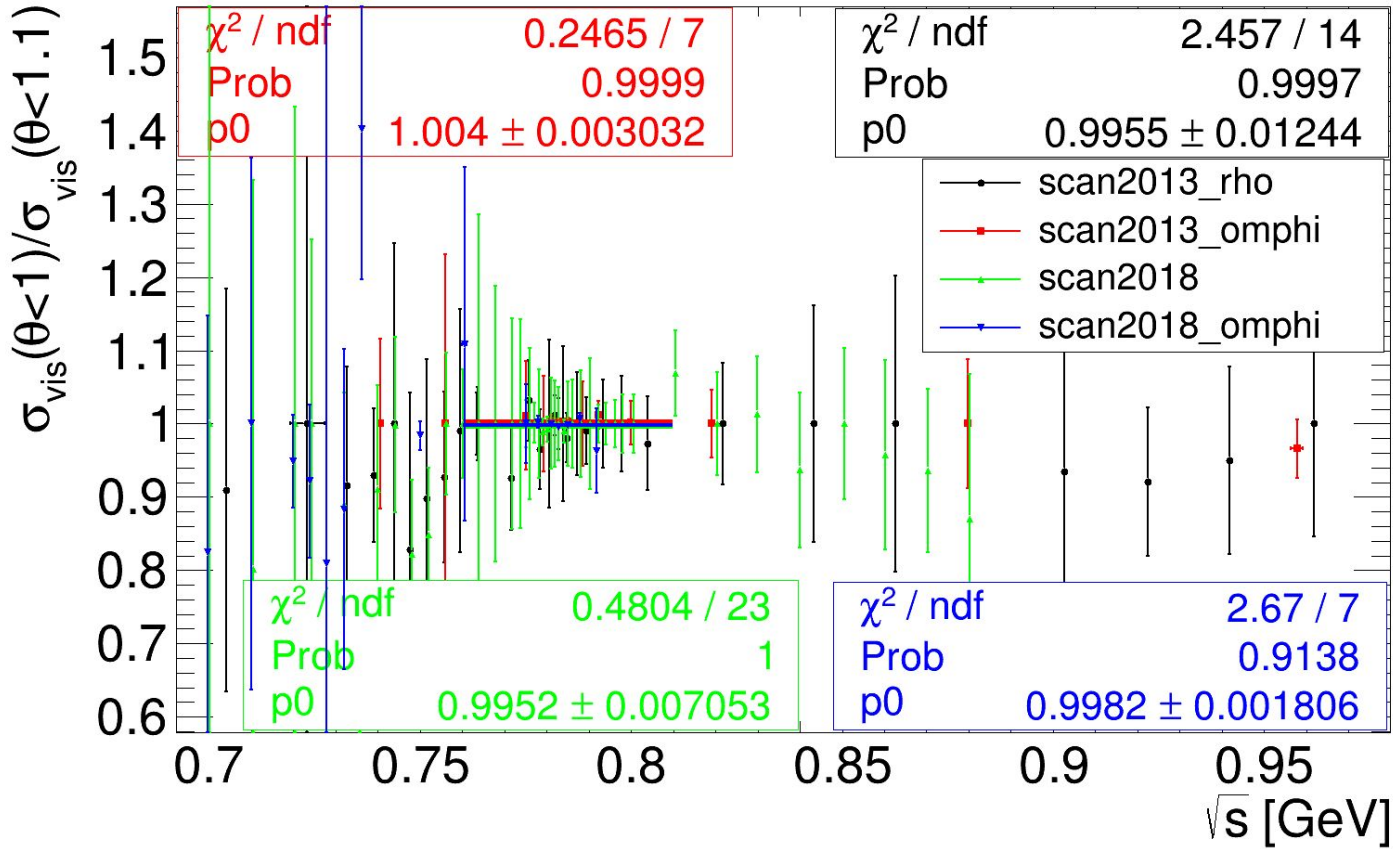 σvis(θ<1)/σvis(θ<1.1)
χ² / ndf 0.2465 / 7
Prob 0.9999
p0 1.004 ± 0.003032
χ² / ndf 2.457 / 14
Prob 0.9997
p0 0.9955 ± 0.01244
scan2013_rho
scan2013_omphi
scan2018
scan2018_omphi
1.5
1.4
1.3
1.2
1.1
1
0.9
0.8
0.7
0.6
χ² / ndf 0.4804 / 23
Prob 1
p0 0.9952 ± 0.007053
χ² / ndf 2.67 / 7
Prob 0.9138
p0 0.9982 ± 0.001806
0.7 0.75 0.8 0.85 0.9 0.95
√s [GeV]